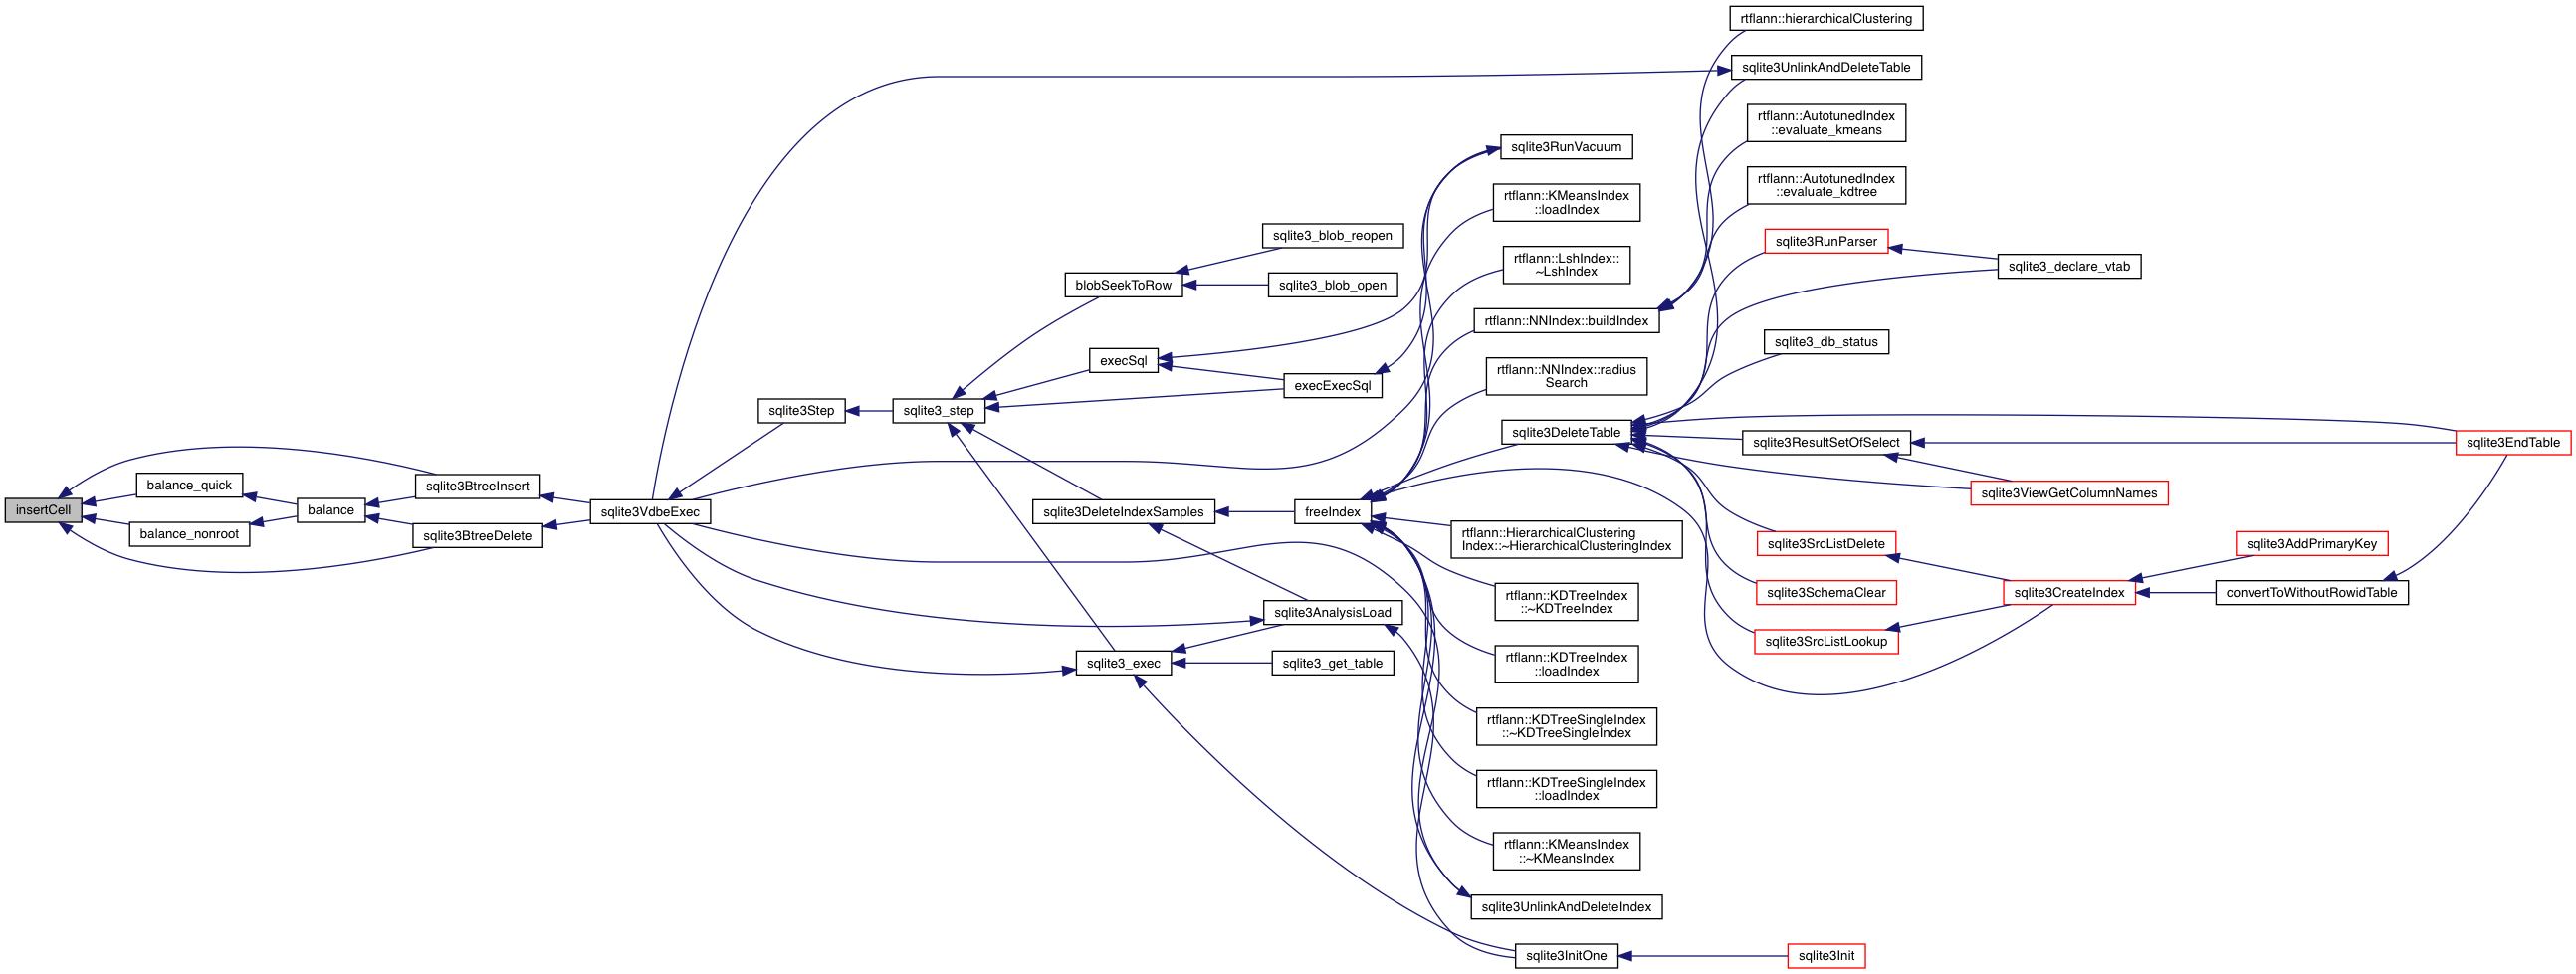 insertCell
balance_quick
balance_nonroot
balance
sqlite3BtreeInsert
sqlite3BtreeDelete
sqlite3VdbeExec
sqlite3Step
sqlite3_step
blobSeekToRow
sqlite3_blob_reopen
sqlite3_blob_open
execSql
execExecSql
sqlite3DeleteIndexSamples
freeIndex
sqlite3AnalysisLoad
sqlite3_exec
sqlite3_get_table
sqlite3RunVacuum
rtflann::KMeansIndex
::loadIndex
rtflann::LshIndex::
~LshIndex
rtflann::NNIndex::buildIndex
rtflann::NNIndex::radius
Search
sqlite3DeleteTable
rtflann::HierarchicalClustering
Index::~HierarchicalClusteringIndex
rtflann::KDTreeIndex
::~KDTreeIndex
rtflann::KDTreeIndex
::loadIndex
rtflann::KDTreeSingleIndex
::~KDTreeSingleIndex
rtflann::KDTreeSingleIndex
::loadIndex
rtflann::KMeansIndex
::~KMeansIndex
sqlite3UnlinkAndDeleteIndex
sqlite3InitOne
rtflann::hierarchicalClustering
sqlite3UnlinkAndDeleteTable
rtflann::AutotunedIndex
::evaluate_kmeans
rtflann::AutotunedIndex
::evaluate_kdtree
sqlite3RunParser
sqlite3_declare_vtab
sqlite3_db_status
sqlite3ResultSetOfSelect
sqlite3EndTable
sqlite3ViewGetColumnNames
sqlite3SrcListDelete
sqlite3SchemaClear
sqlite3SrcListLookup
sqlite3CreateIndex
sqlite3AddPrimaryKey
convertToWithoutRowidTable
sqlite3Init